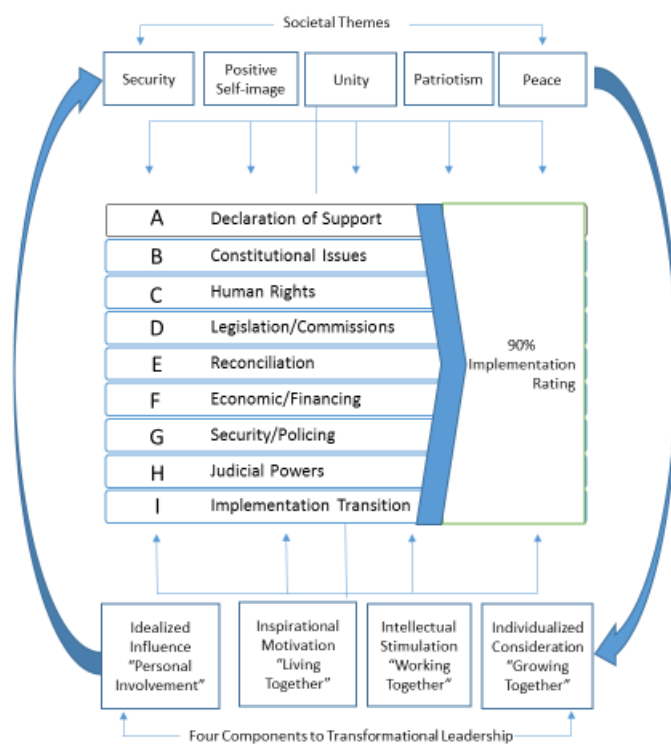 Societal Themes
Security
Positive
Self-image
Unity
Patriotism
Peace
A Declaration of Support
B Constitutional Issues
C Human Rights
D Legislation/Commissions
E Reconciliation
F Economic/Financing
G Security/Policing
H Judicial Powers
I Implementation Transition
90%
Implementation
Rating
Idealized
Influence
"Personal
Involvement"
Inspirational
Motivation
"Living
Together"
Intellectual
Stimulation
"Working
Together"
Individualized
Consideration
"Growing
Together"
Four Components to Transformational Leadership